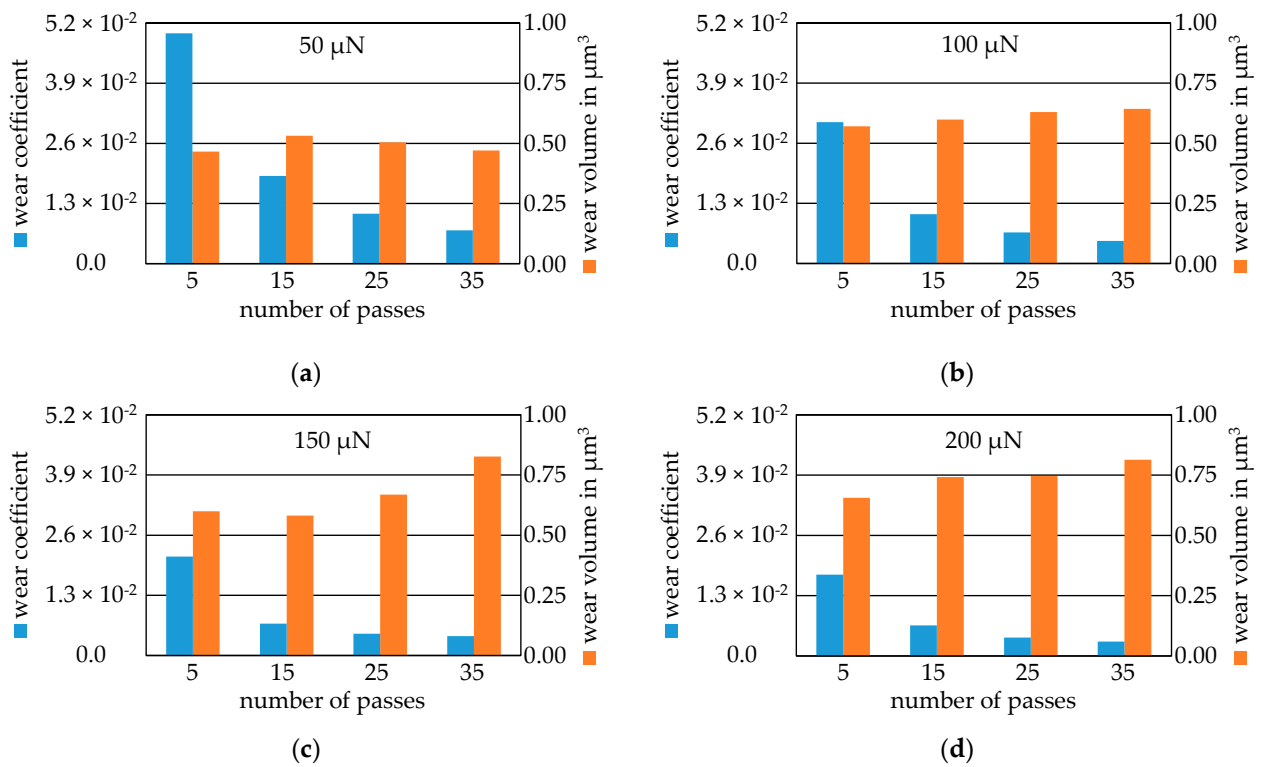 5.2 × 10⁻²
3.9 × 10⁻²
2.6 × 10⁻²
1.3 × 10⁻²
0.0
wear coefficient
50 µN
1.00
0.75
0.50
0.25
0.00
wear volume in µm³
5 15 25 35
number of passes
(a)
5.2 × 10⁻²
3.9 × 10⁻²
2.6 × 10⁻²
1.3 × 10⁻²
0.0
wear coefficient
100 µN
1.00
0.75
0.50
0.25
0.00
wear volume in µm³
5 15 25 35
number of passes
(b)
5.2 × 10⁻²
3.9 × 10⁻²
2.6 × 10⁻²
1.3 × 10⁻²
0.0
wear coefficient
150 µN
1.00
0.75
0.50
0.25
0.00
wear volume in µm³
5 15 25 35
number of passes
(c)
5.2 × 10⁻²
3.9 × 10⁻²
2.6 × 10⁻²
1.3 × 10⁻²
0.0
wear coefficient
200 µN
1.00
0.75
0.50
0.25
0.00
wear volume in µm³
5 15 25 35
number of passes
(d)